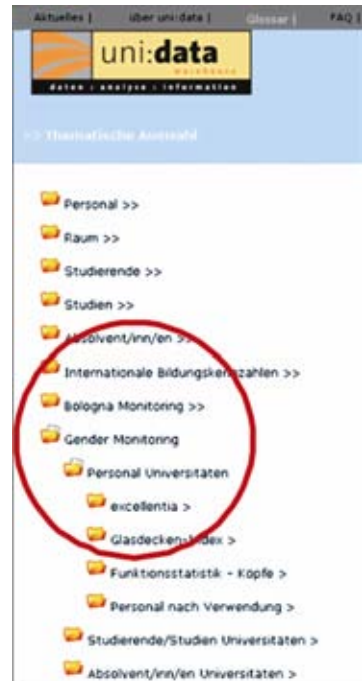 Aktuelles | über uni:data | Glossar | FAQ |
uni:data
warehouse
daten : analyse : information
>> Thematische Auswahl
Personal >>
Raum >>
Studierende >>
Studien >>
Absolvent/inn/en >>
Internationale Bildungskennzahlen >>
Bologna Monitoring >>
Gender Monitoring
Personal Universitäten
excellentia >
Glasdecken-Index >
Funktionsstatistik - Köpfe >
Personal nach Verwendung >
Studierende/Studien Universitäten >
Absolvent/inn/en Universitäten >